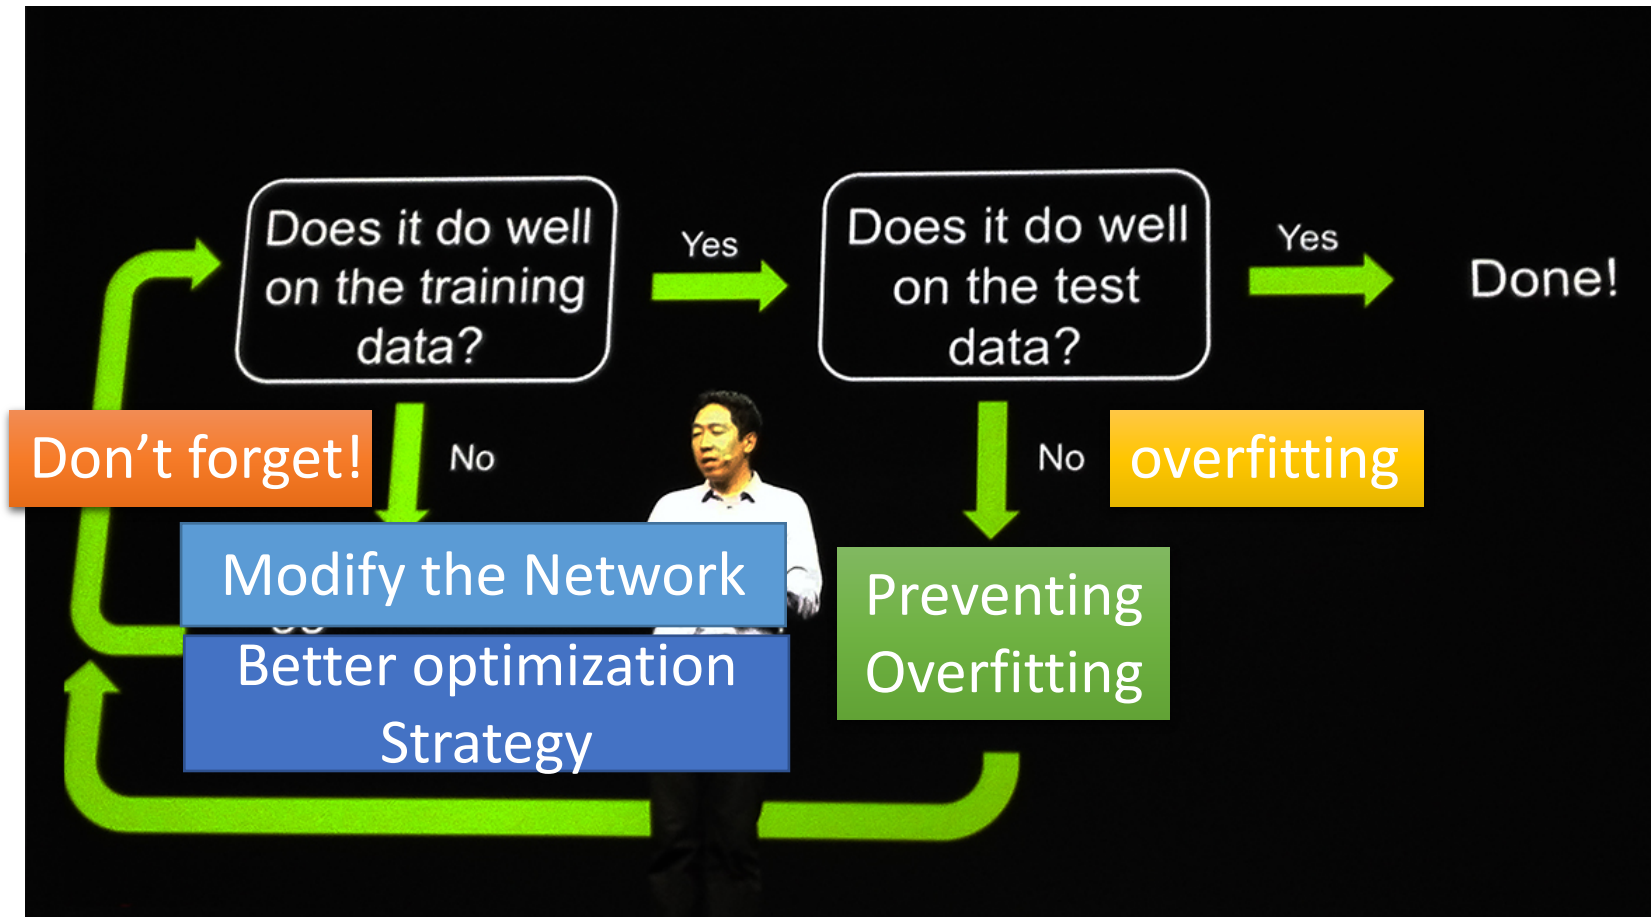 Does it do well
on the training
data?
Yes
Does it do well
on the test
data?
Yes
Done!
Don't forget!
No
No
overfitting
Modify the Network
Better optimization
Strategy
Preventing
Overfitting